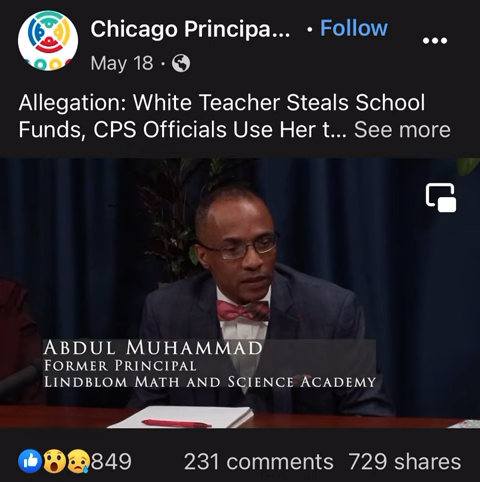 Chicago Principa... • Follow
May 18 ·
Allegation: White Teacher Steals School
Funds, CPS Officials Use Her t... See more
ABDUL MUHAMMAD
FORMER PRINCIPAL
LINDBLOM MATH AND SCIENCE ACADEMY
849 231 comments 729 shares